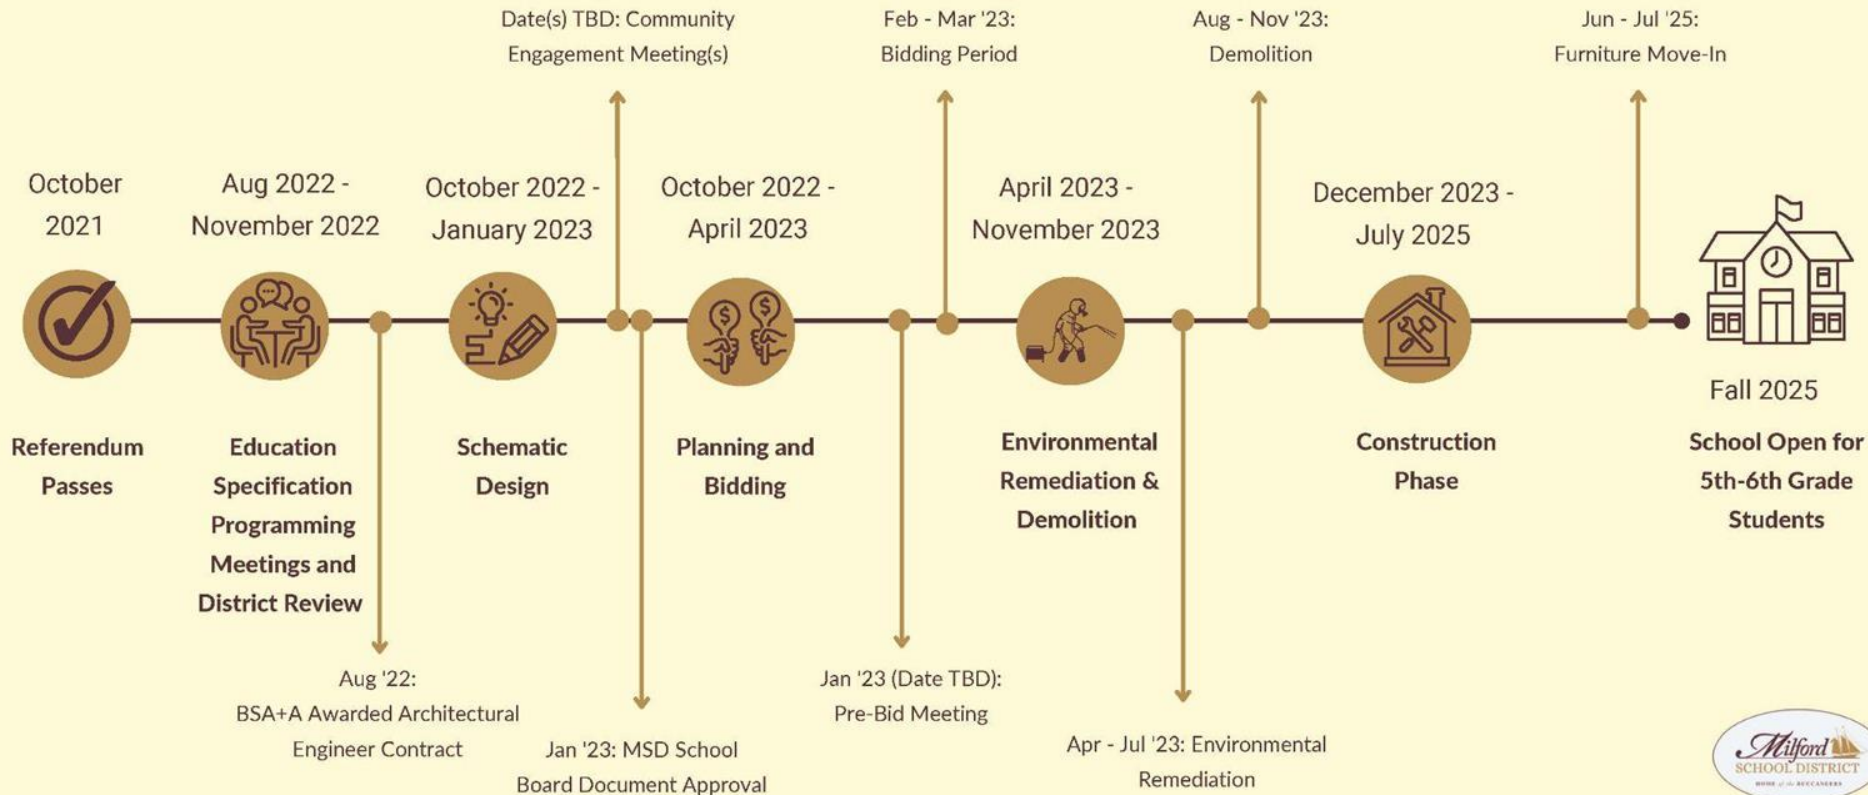 Date(s) TBD: Community
Engagement Meeting(s)
Feb - Mar '23:
Bidding Period
Aug - Nov '23:
Demolition
Jun - Jul '25:
Furniture Move-In
October
2021
Aug 2022 -
November 2022
October 2022 -
January 2023
October 2022 -
April 2023
April 2023 -
November 2023
December 2023 -
July 2025
Fall 2025
Referendum
Passes
Education
Specification
Programming
Meetings and
District Review
Schematic
Design
Planning and
Bidding
Environmental
Remediation &
Demolition
Construction
Phase
School Open for
5th-6th Grade
Students
Aug '22:
BSA+A Awarded Architectural
Engineer Contract
Jan '23: MSD School
Board Document Approval
Jan '23 (Date TBD):
Pre-Bid Meeting
Apr - Jul '23: Environmental
Remediation
Milford
SCHOOL DISTRICT
HOME of the BUCCANEERS